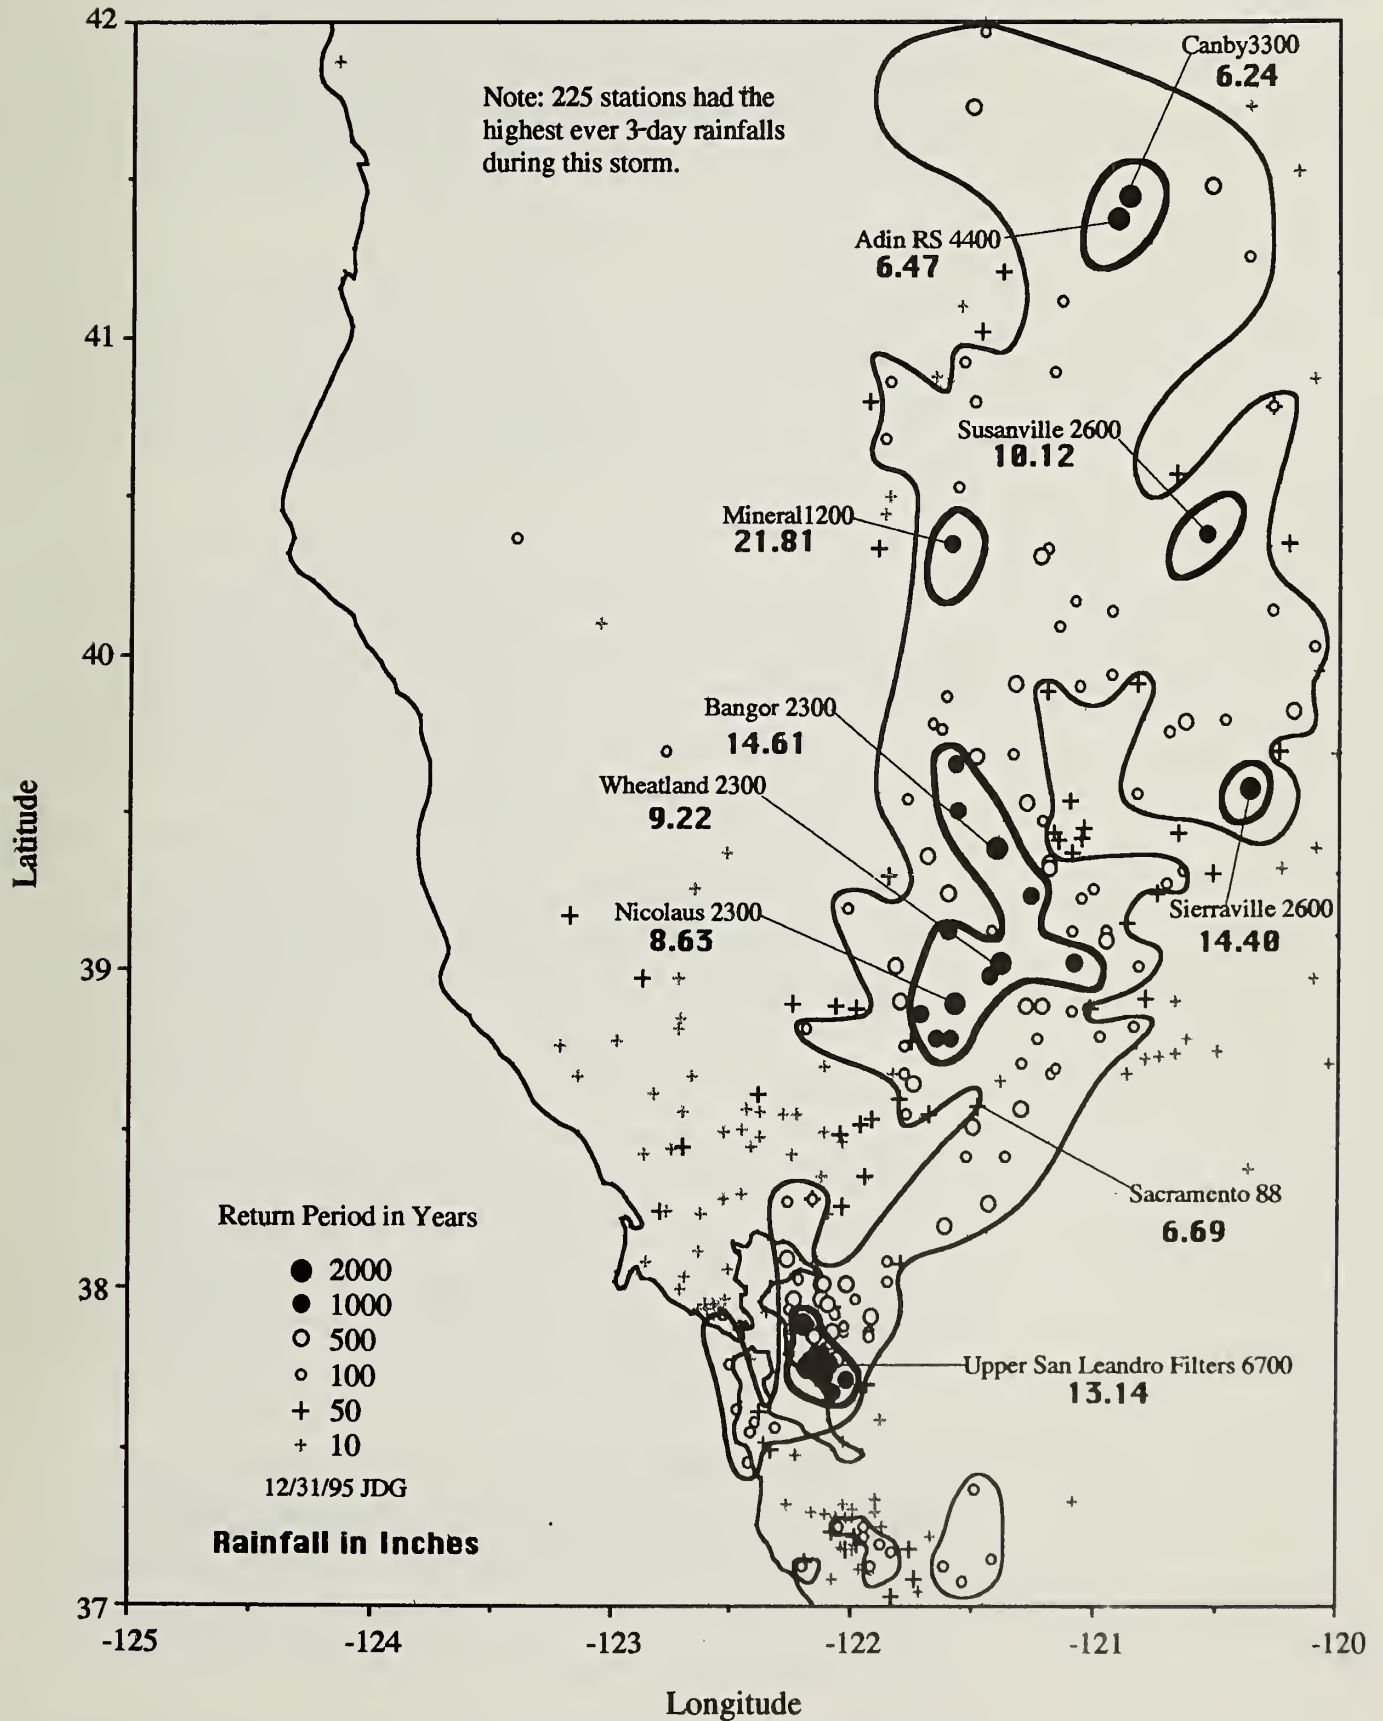 42
Canby3300
6.24
Note: 225 stations had the
highest ever 3-day rainfalls
during this storm.
Adin RS 4400
6.47
41
Susanville 2600
10.12
Mineral1200
21.81
40
Bangor 2300
14.61
Wheatland 2300
9.22
Latitude
Nicolaus 2300
8.63
Sierraville 2600
14.40
39
Sacramento 88
6.69
Return Period in Years
2000
1000
500
100
50
10
38
Upper San Leandro Filters 6700
13.14
12/31/95 JDG
Rainfall in Inches
37
-125
-124
-123
-122
-121
-120
Longitude